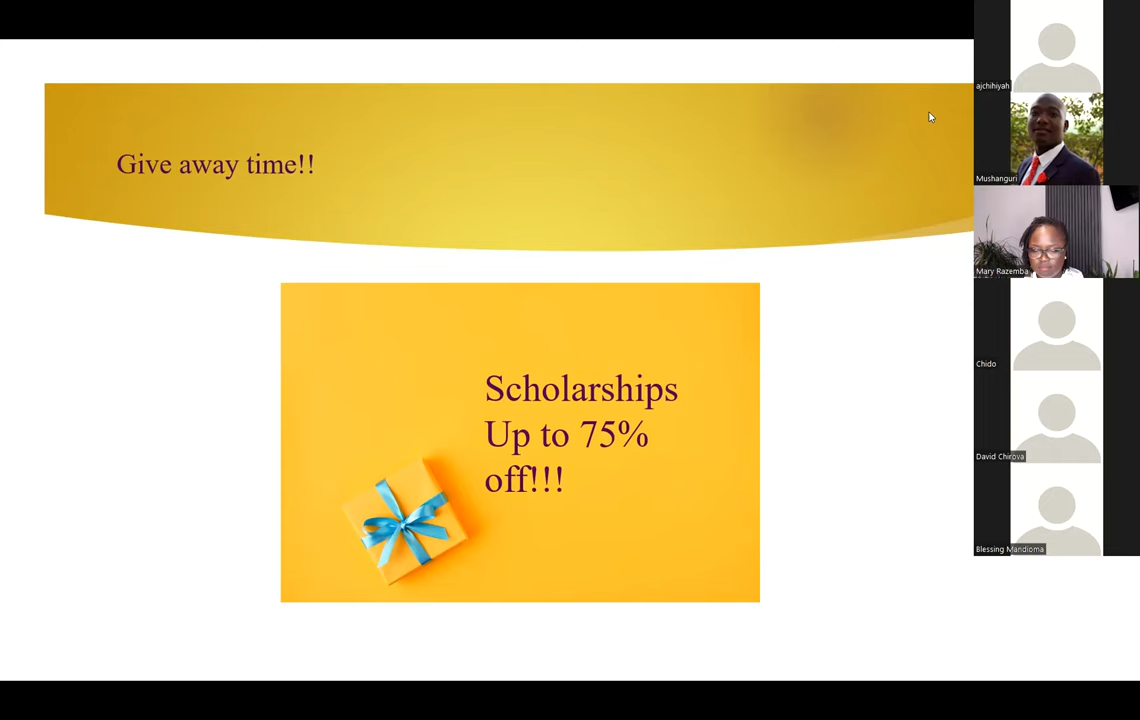 Give away time!!
Scholarships
Up to 75%
off!!!
ajchihiyah
Mushanguri
Mary Razemba
Chido
David Chirova
Blessing Mandioma